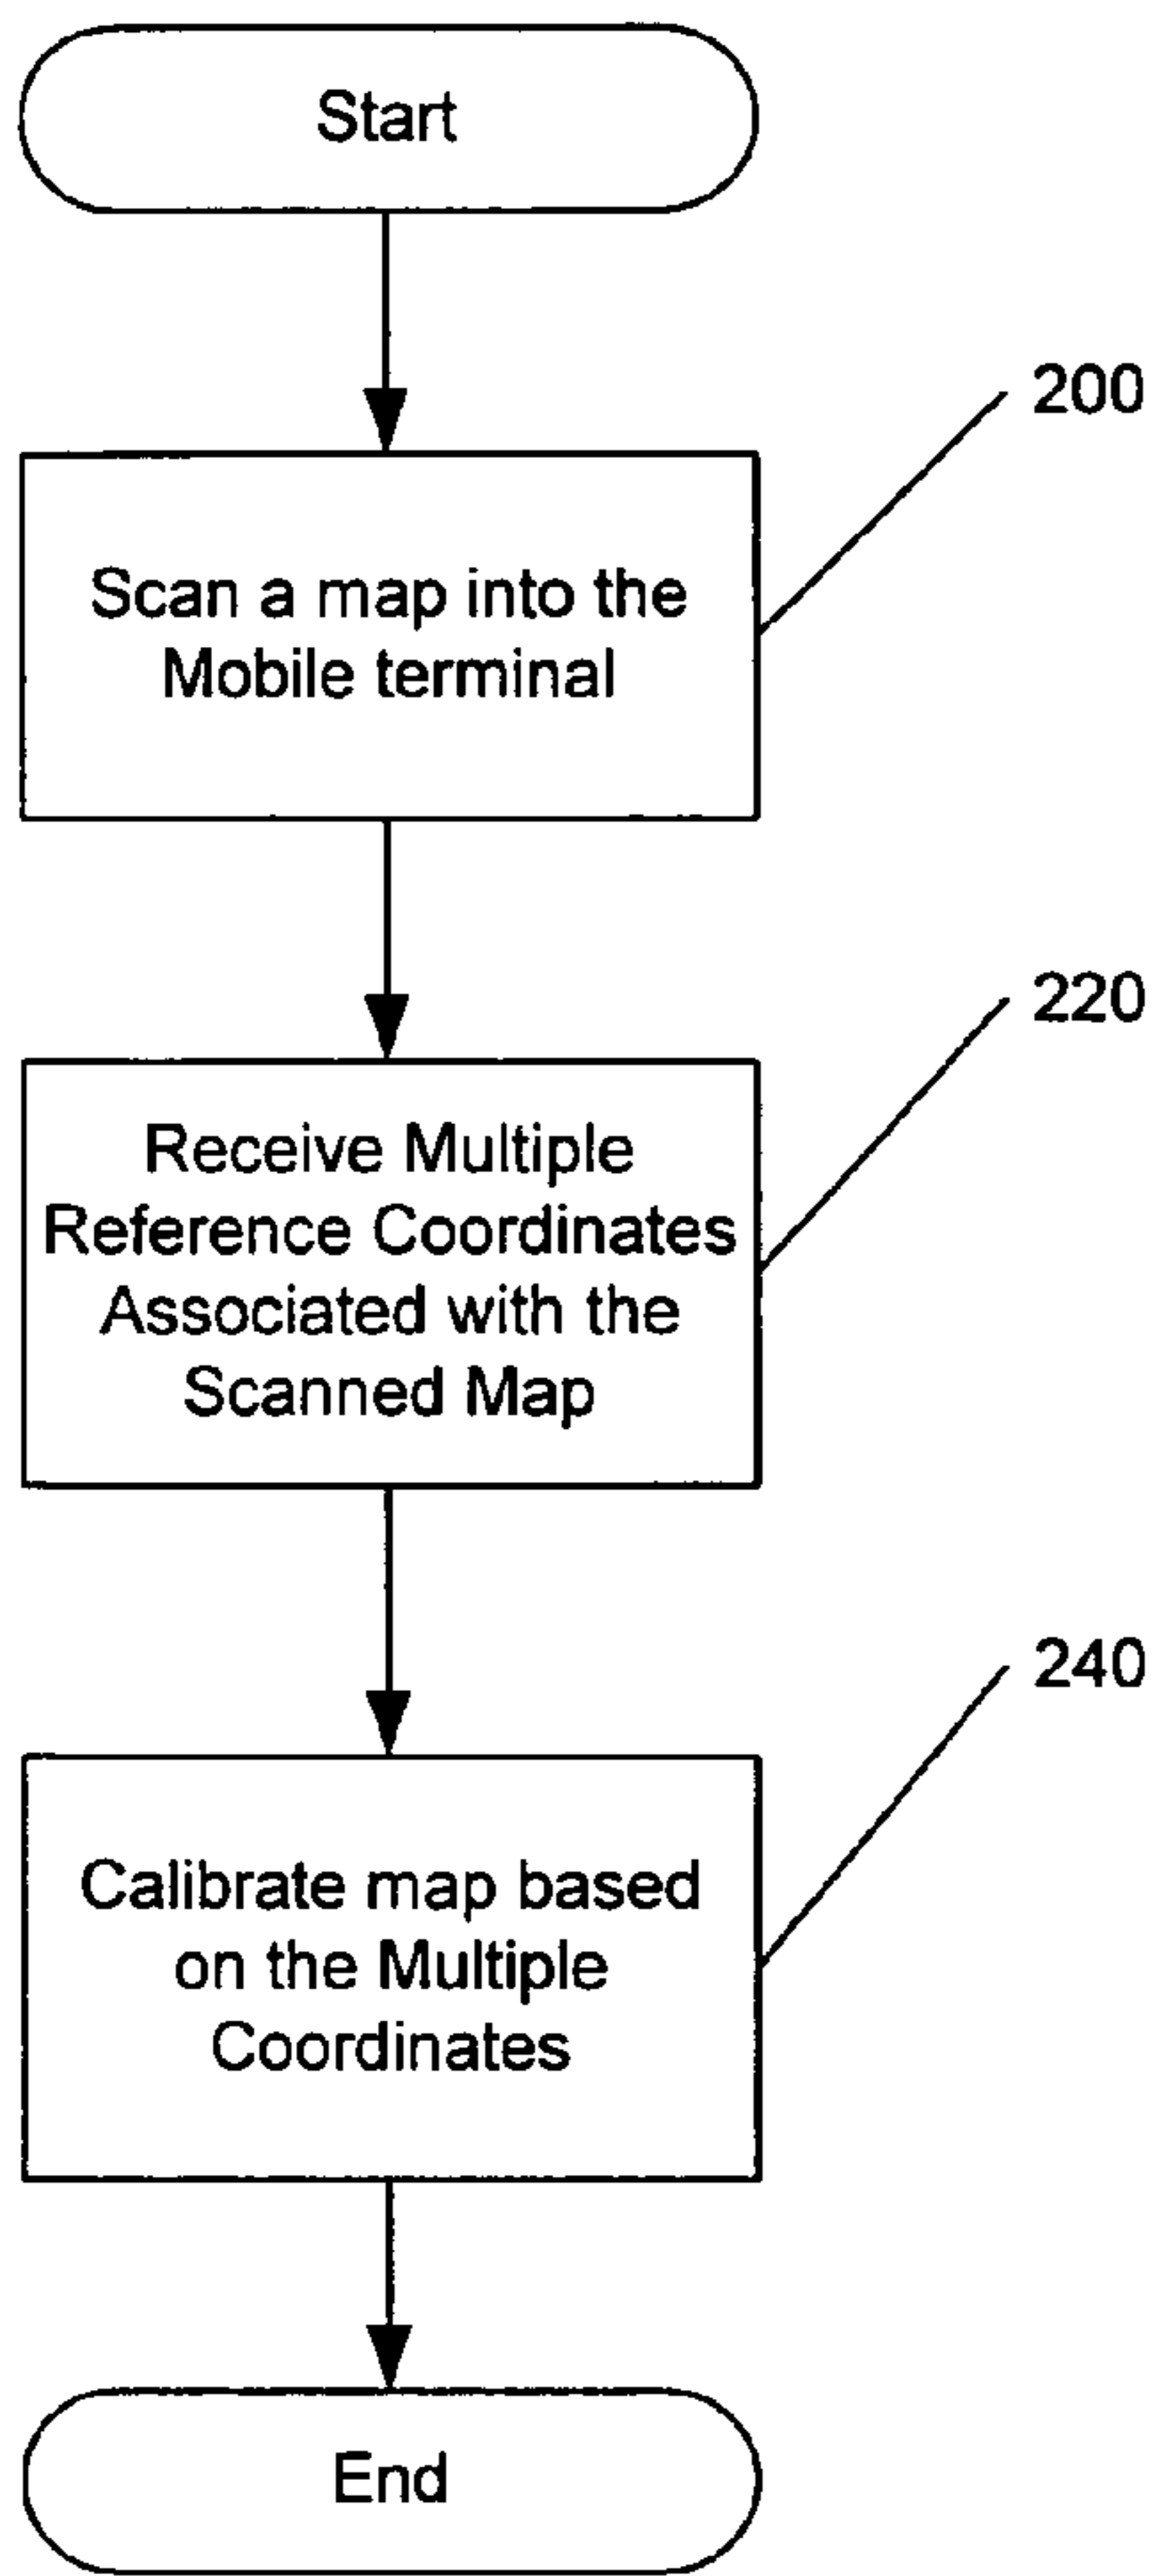 Start
200
Scan a map into the
Mobile terminal
220
Receive Multiple
Reference Coordinates
Associated with the
Scanned Map
240
Calibrate map based
on the Multiple
Coordinates
End